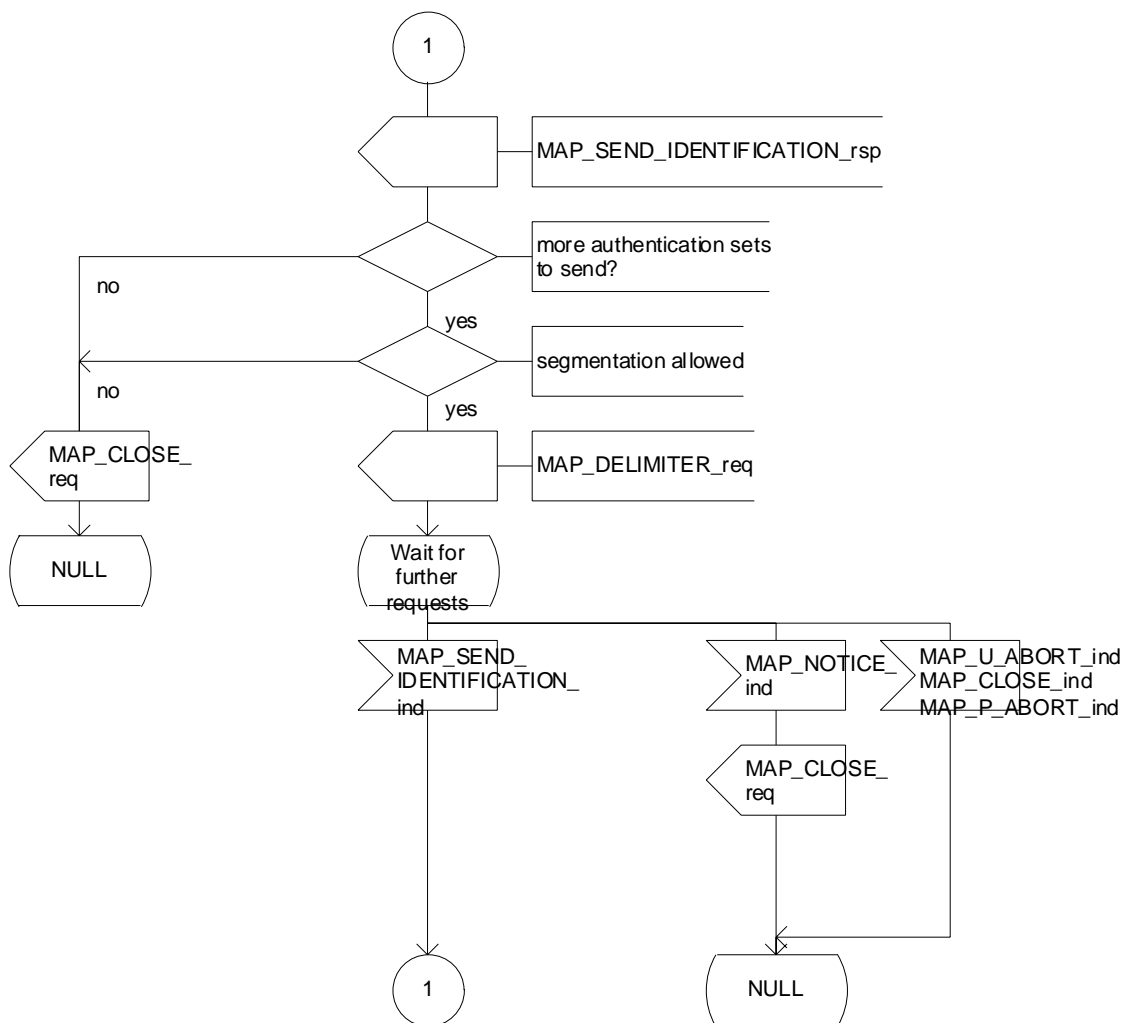 1
MAP_SEND_IDENTIFICATION_rsp
more authentication sets
to send?
no
yes
segmentation allowed
no
yes
MAP_CLOSE_
req
MAP_DELIMITER_req
NULL
Wait for
further
requests
MAP_SEND_
IDENTIFICATION_
ind
MAP_NOTICE_
ind
MAP_U_ABORT_ind
MAP_CLOSE_ind
MAP_P_ABORT_ind
MAP_CLOSE_
req
1
NULL